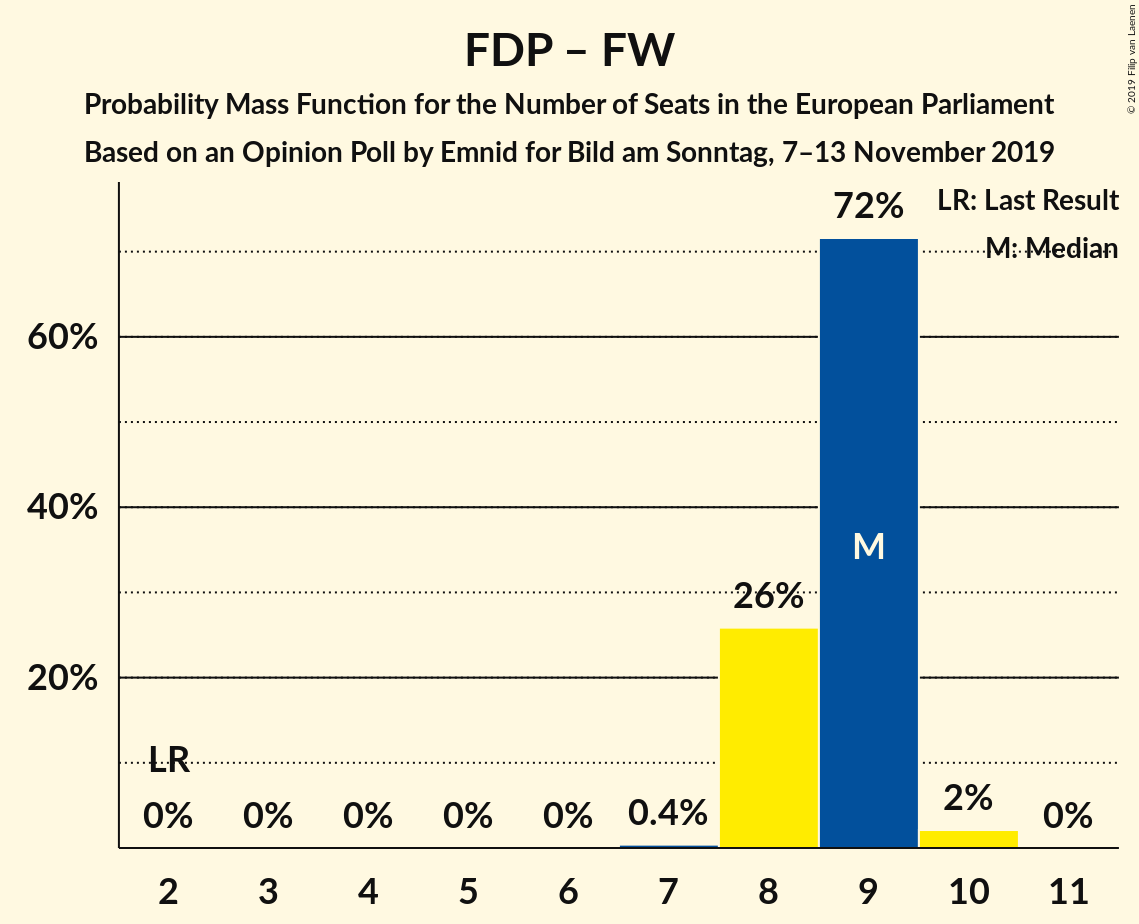 FDP – FW
Probability Mass Function for the Number of Seats in the European Parliament
Based on an Opinion Poll by Emnid for Bild am Sonntag, 7–13 November 2019
© 2019 Filip van Laenen
LR: Last Result
M: Median
72%
60%
40%
M
26%
20%
LR
0% 0% 0% 0% 0% 0.4% 2% 0%
2 3 4 5 6 7 8 9 10 11